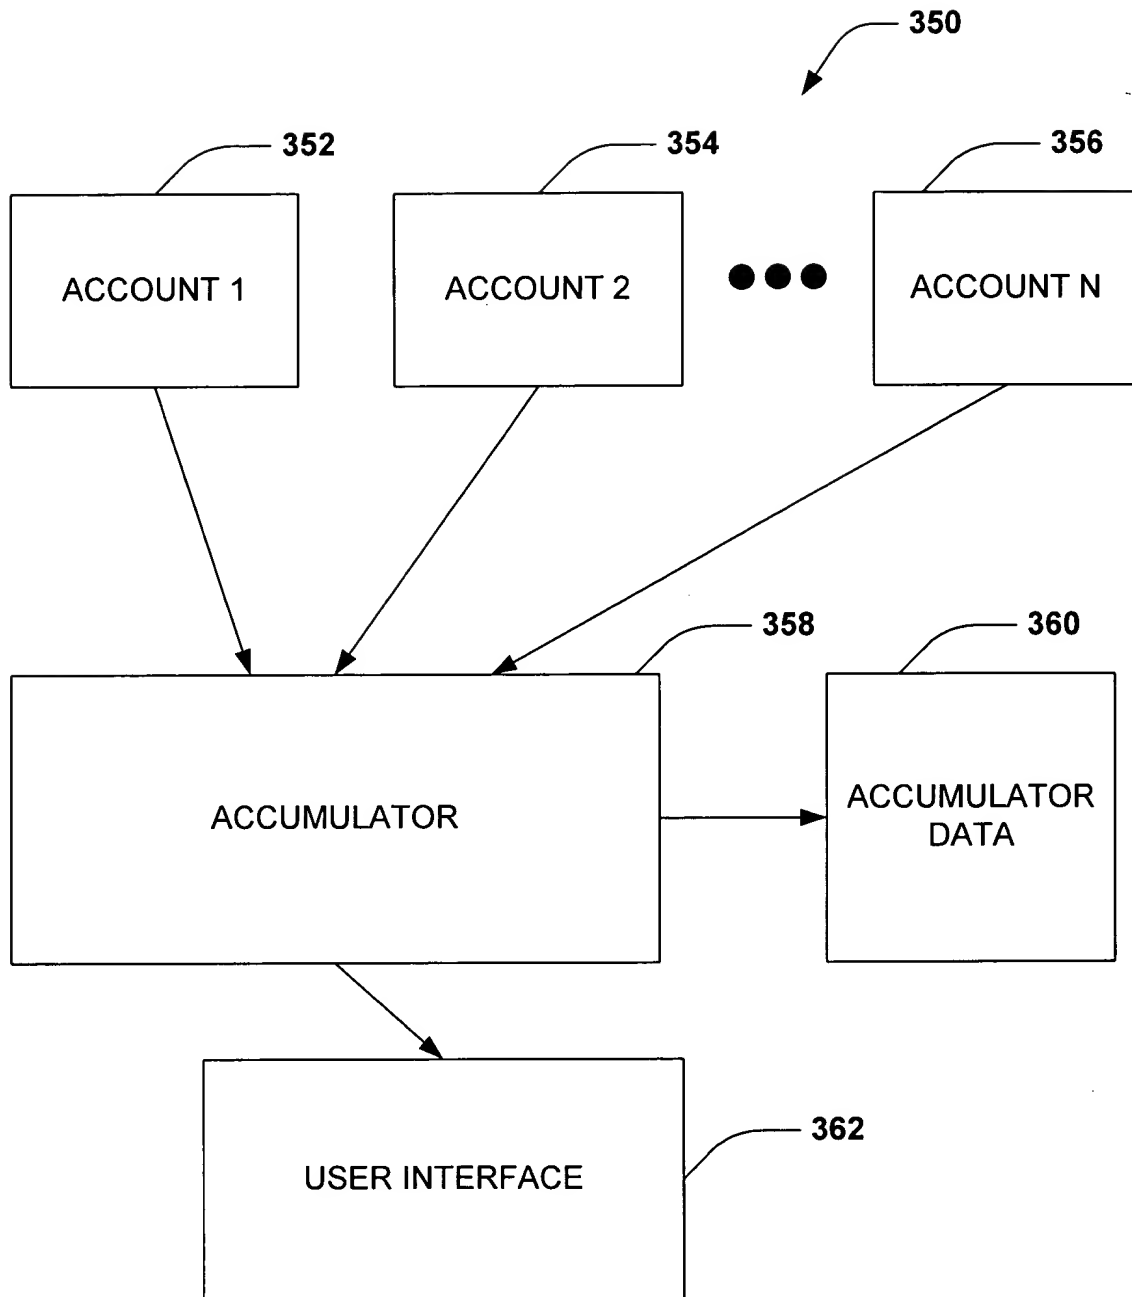 350
352
354
356
ACCOUNT 1
ACCOUNT 2
ACCOUNT N
358
360
ACCUMULATOR
ACCUMULATOR
DATA
362
USER INTERFACE